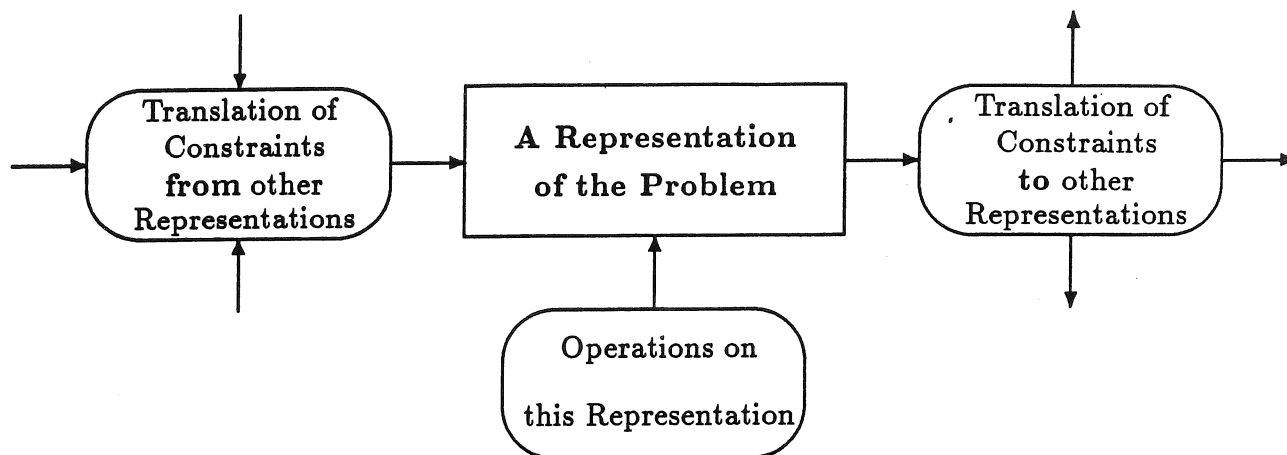 Translation of
Constraints
from other
Representations
A Representation
of the Problem
Translation of
Constraints
to other
Representations
Operations on
this Representation